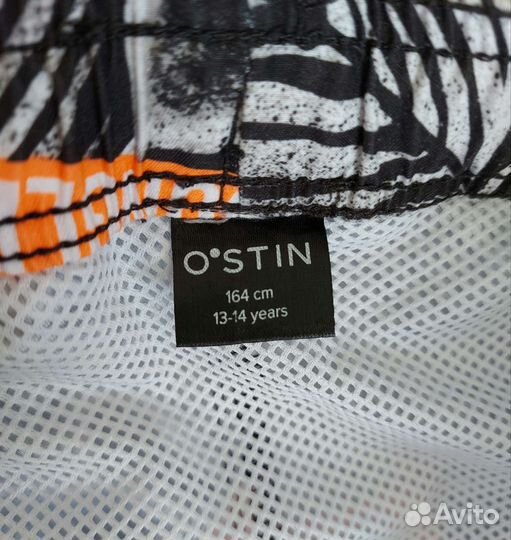 O'STIN
164 cm
13-14 years
Avito